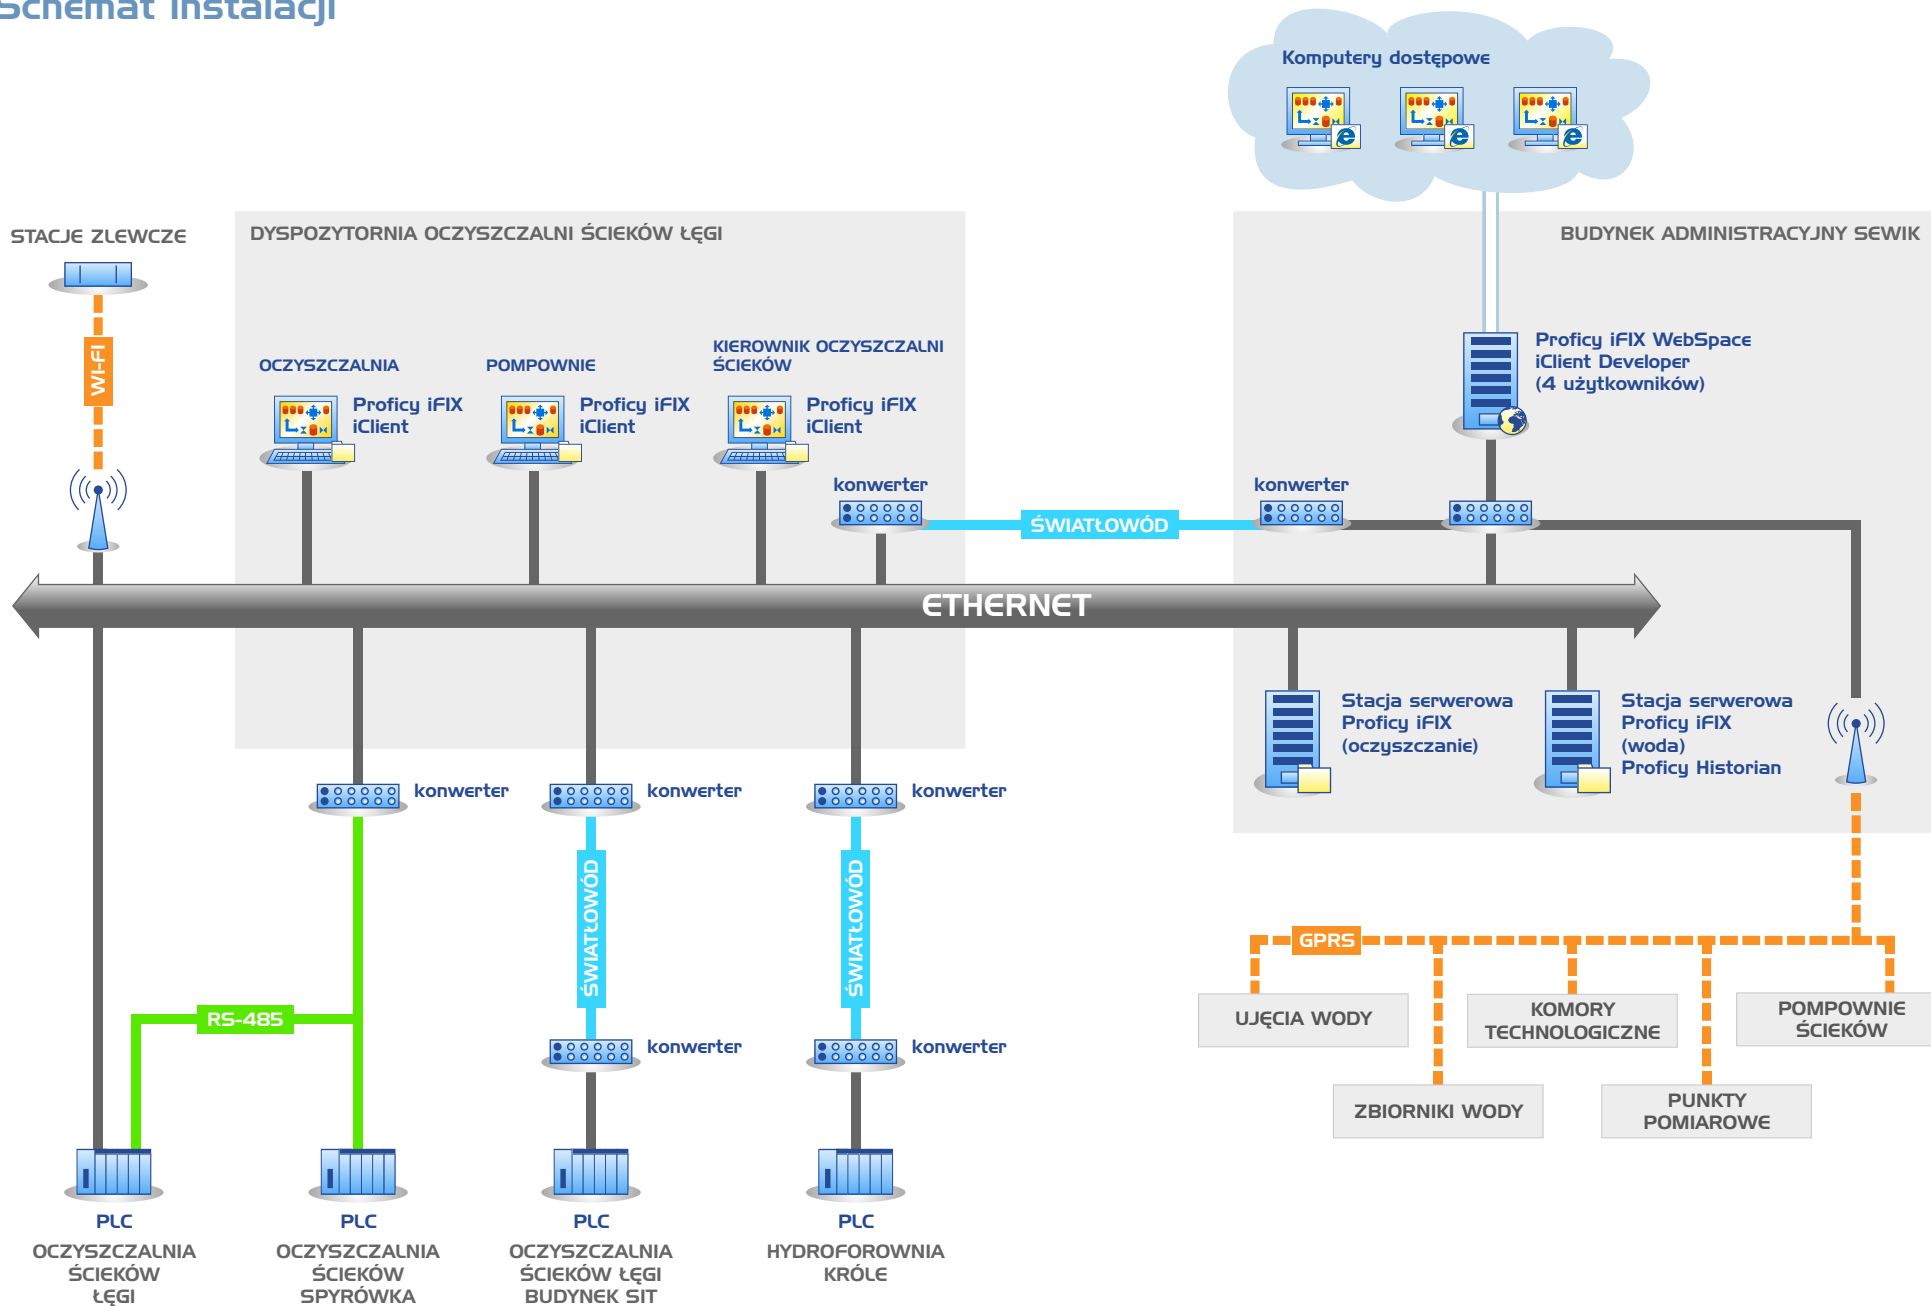 Schemat instalacji
Komputery dostępowe
STACJE ZLEWCZE
DYSPOZYTORNIA OCZYSZCZALNI ŚCIEKÓW ŁĘGI
BUDYNEK ADMINISTRACYJNY SEWIK
WI-FI
OCZYSZCZALNIA
Proficy iFIX
iClient
POMPOWNIE
Proficy iFIX
iClient
KIEROWNIK OCZYSZCZALNI
ŚCIEKÓW
Proficy iFIX
iClient
Proficy iFIX WebSpace
iClient Developer
(4 użytkowników)
konwerter
ŚWIATŁOWÓD
konwerter
ETHERNET
Stacja serwerowa
Proficy iFIX
(oczyszczanie)
Stacja serwerowa
Proficy iFIX
(woda)
Proficy Historian
konwerter
konwerter
konwerter
ŚWIATŁOWÓD
ŚWIATŁOWÓD
RS-485
konwerter
konwerter
GPRS
UJĘCIA WODY
KOMORY
TECHNOLOGICZNE
POMPOWNIE
ŚCIEKÓW
ZBIORNIKI WODY
PUNKTY
POMIAROWE
PLC
OCZYSZCZALNIA
ŚCIEKÓW
ŁĘGI
PLC
OCZYSZCZALNIA
ŚCIEKÓW
SPYRÓWKA
PLC
OCZYSZCZALNIA
ŚCIEKÓW ŁĘGI
BUDYNEK SIT
PLC
HYDROFOROWNIA
KRÓLE